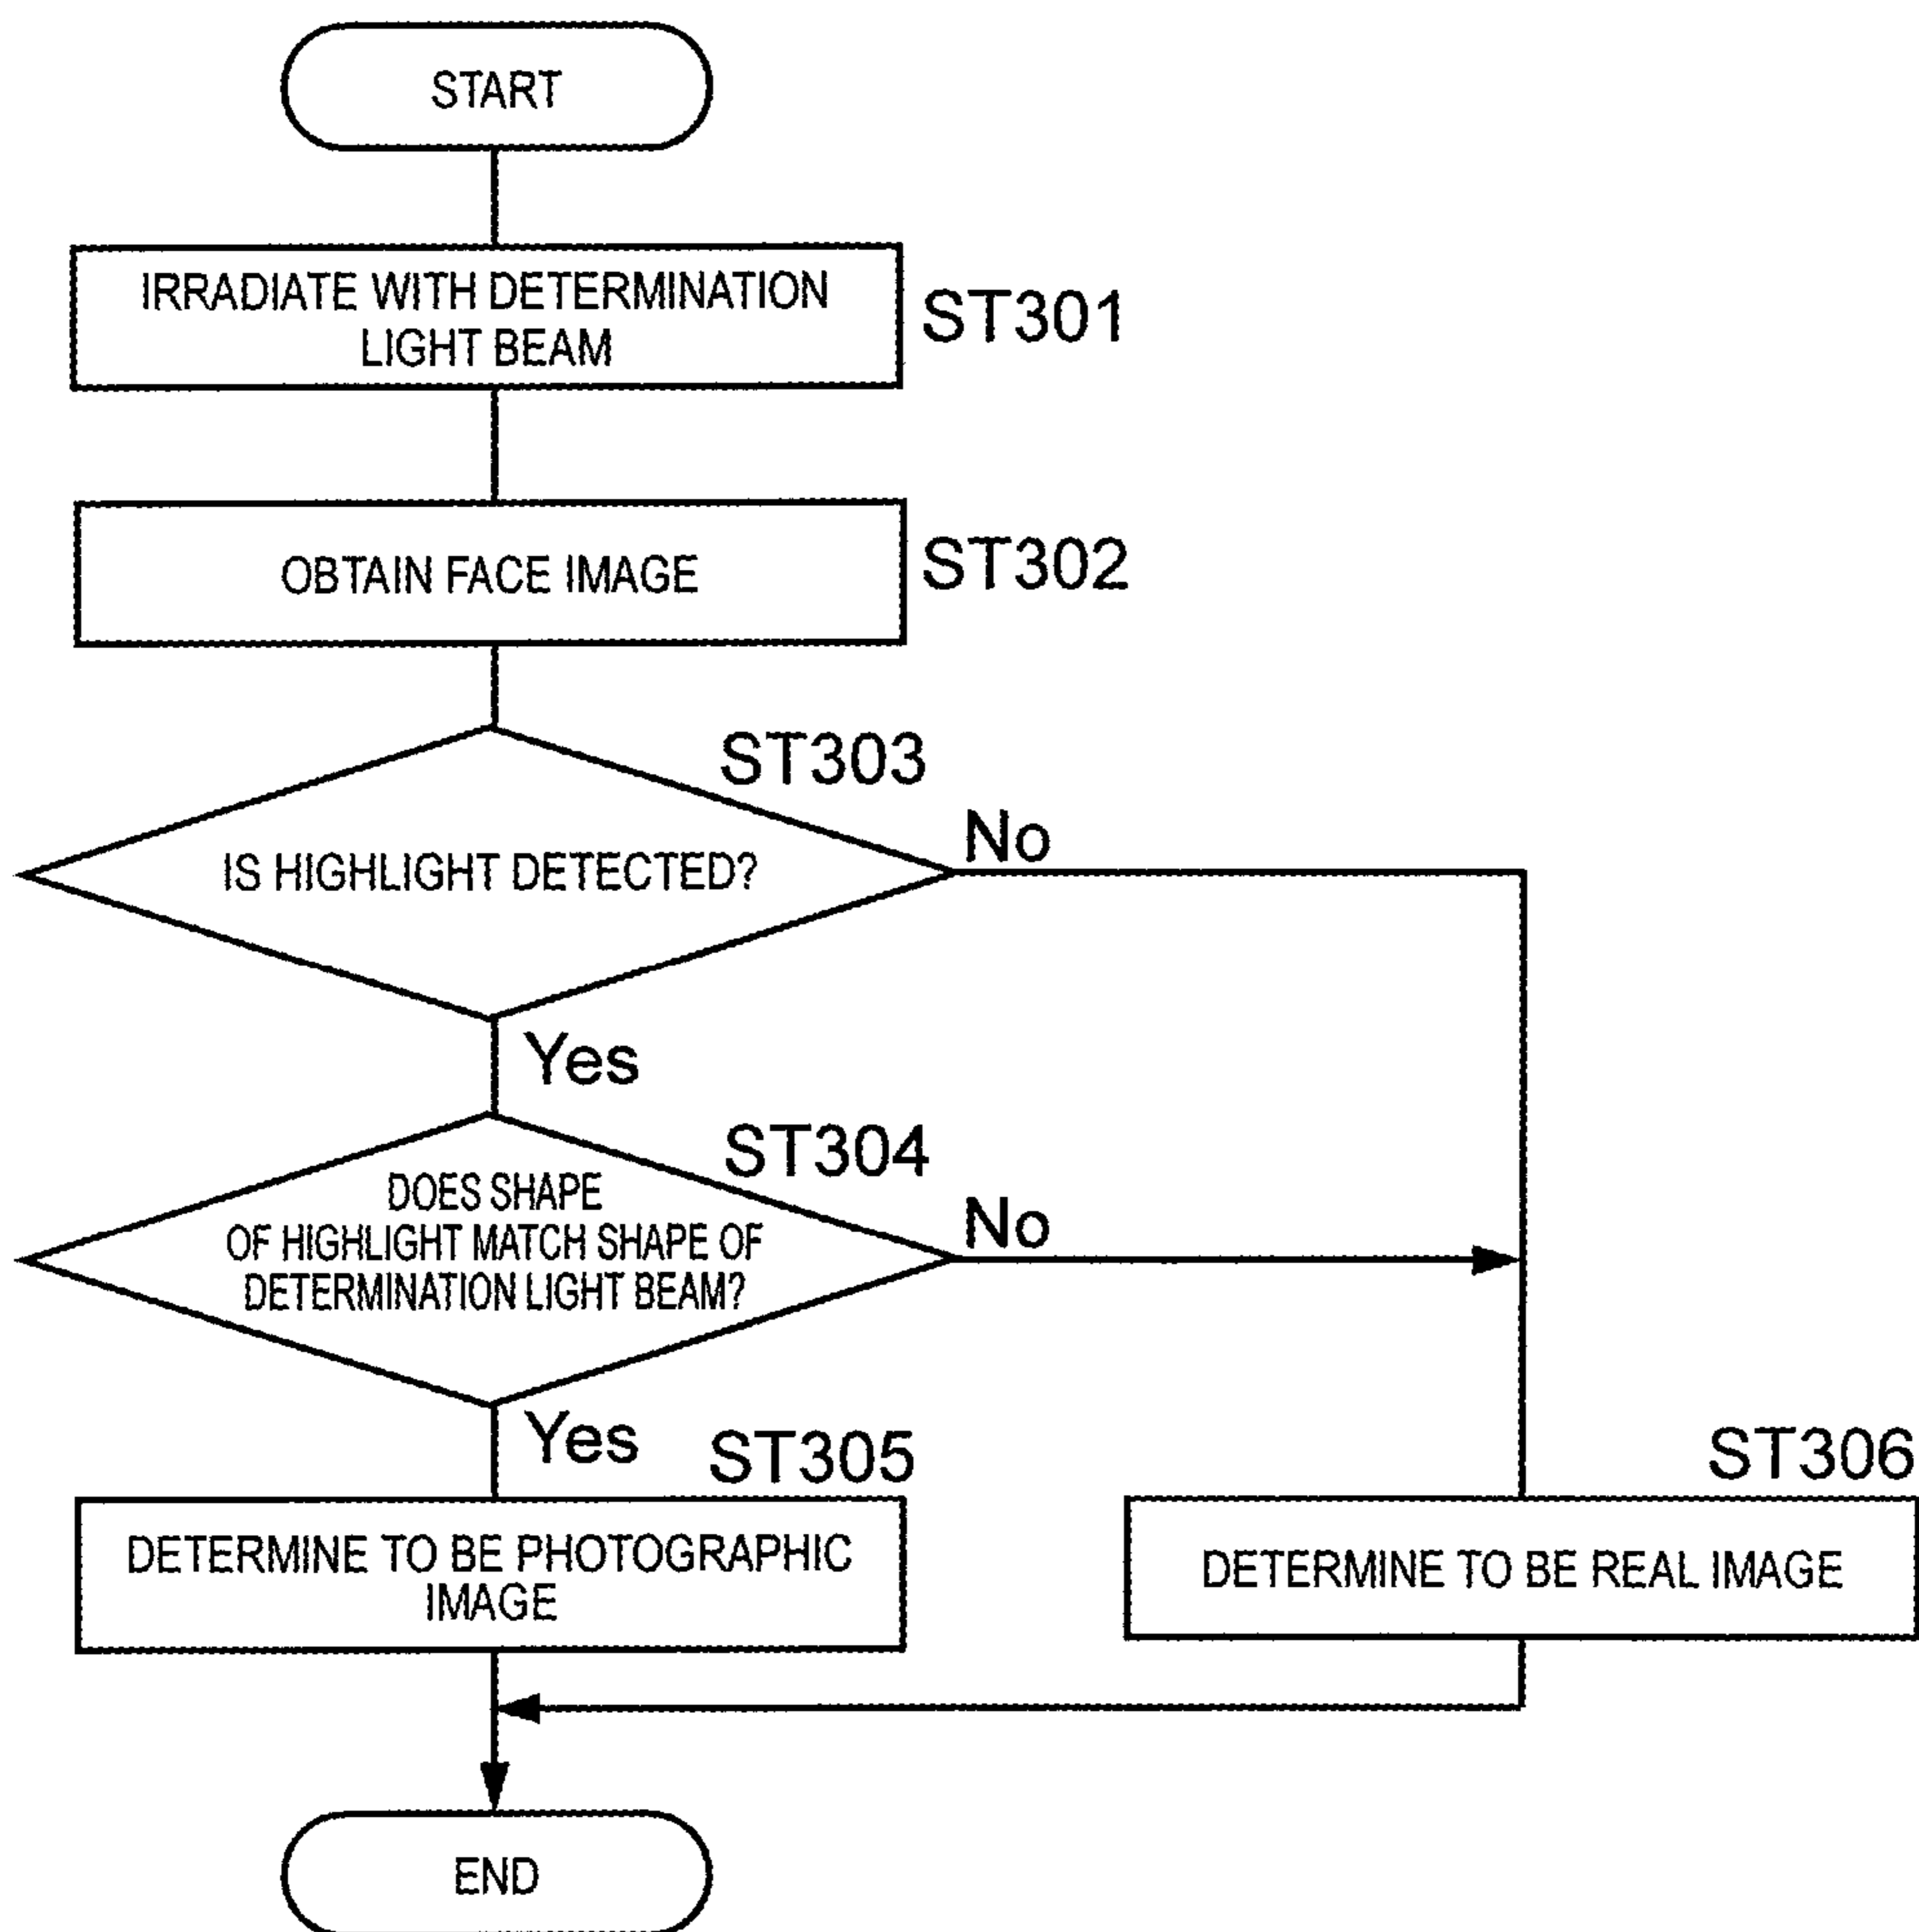 START
IRRADIATE WITH DETERMINATION
LIGHT BEAM
ST301
OBTAIN FACE IMAGE
ST302
ST303
IS HIGHLIGHT DETECTED?
No
Yes
ST304
DOES SHAPE
OF HIGHLIGHT MATCH SHAPE OF
DETERMINATION LIGHT BEAM?
No
Yes
ST305
DETERMINE TO BE PHOTOGRAPHIC
IMAGE
ST306
DETERMINE TO BE REAL IMAGE
END